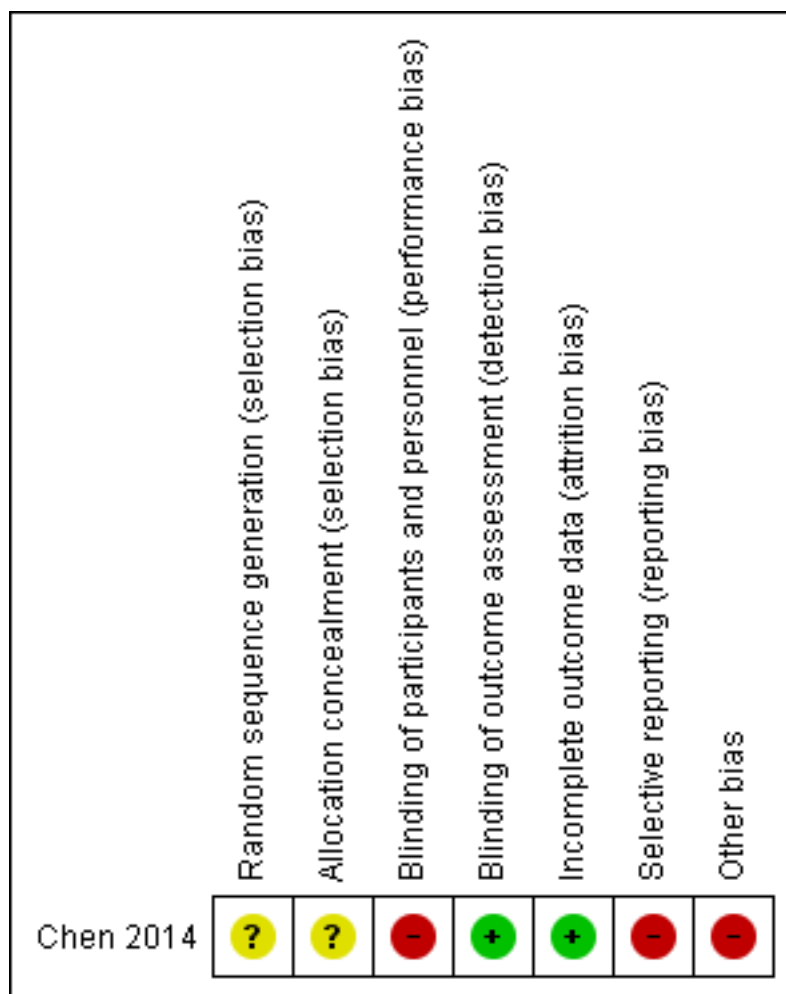 Random sequence generation (selection bias)
Allocation concealment (selection bias)
Blinding of participants and personnel (performance bias)
Blinding of outcome assessment (detection bias)
Incomplete outcome data (attrition bias)
Selective reporting (reporting bias)
Other bias
Chen 2014 ? ? - + + - -